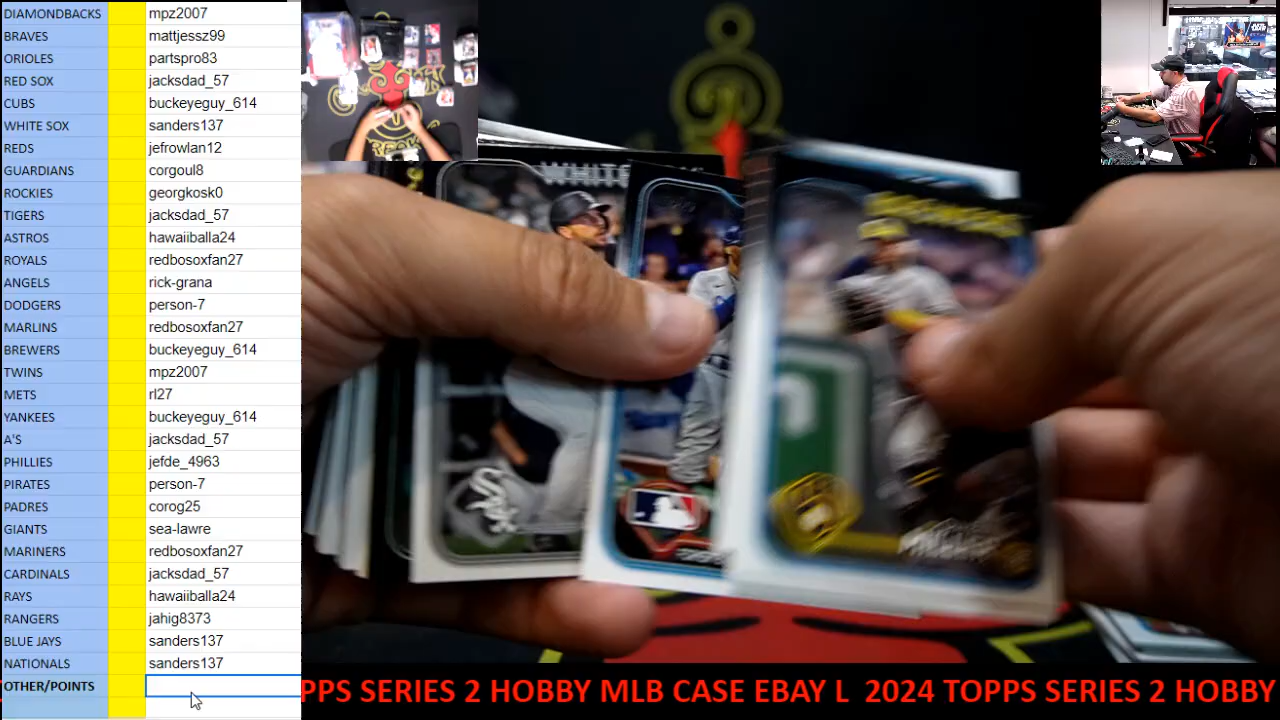 DIAMONDBACKS mpz2007
BRAVES mattjessz99
ORIOLES partspro83
RED SOX jacksdad_57
CUBS buckeyeguy_614
WHITE SOX sanders137
REDS jefrowlan12
GUARDIANS corgoul8
ROCKIES georgkosk0
TIGERS jacksdad_57
ASTROS hawaiiballa24
ROYALS redbosoxfan27
ANGELS rick-grana
DODGERS person-7
MARLINS redbosoxfan27
BREWERS buckeyeguy_614
TWINS mpz2007
METS rl27
YANKEES buckeyeguy_614
A'S jacksdad_57
PHILLIES jefde_4963
PIRATES person-7
PADRES corog25
GIANTS sea-lawre
MARINERS redbosoxfan27
CARDINALS jacksdad_57
RAYS hawaiiballa24
RANGERS jahig8373
BLUE JAYS sanders137
NATIONALS sanders137
OTHER/POINTS
WHITE
Sox
PPS SERIES 2 HOBBY MLB CASE EBAY L 2024 TOPPS SERIES 2 HOBBY